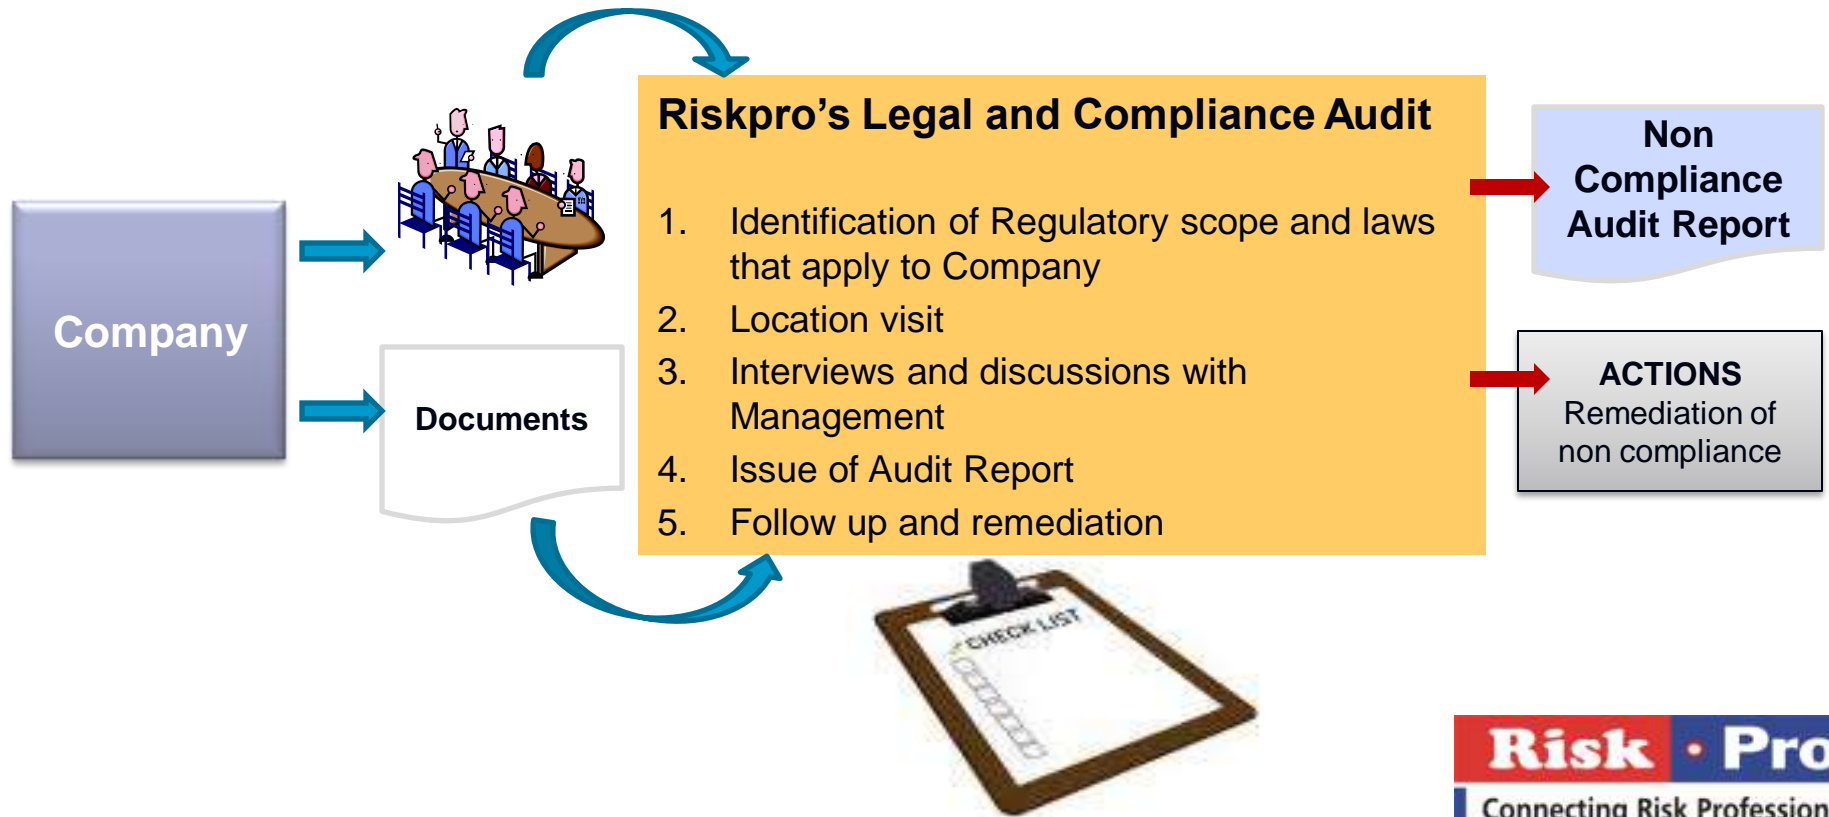 Company
Documents
Riskpro’s Legal and Compliance Audit
1. Identification of Regulatory scope and laws
that apply to Company
2. Location visit
3. Interviews and discussions with
Management
4. Issue of Audit Report
5. Follow up and remediation
Non
Compliance
Audit Report
ACTIONS
Remediation of
non compliance
CHECK LIST
Risk • Pro
Connecting Risk Profession